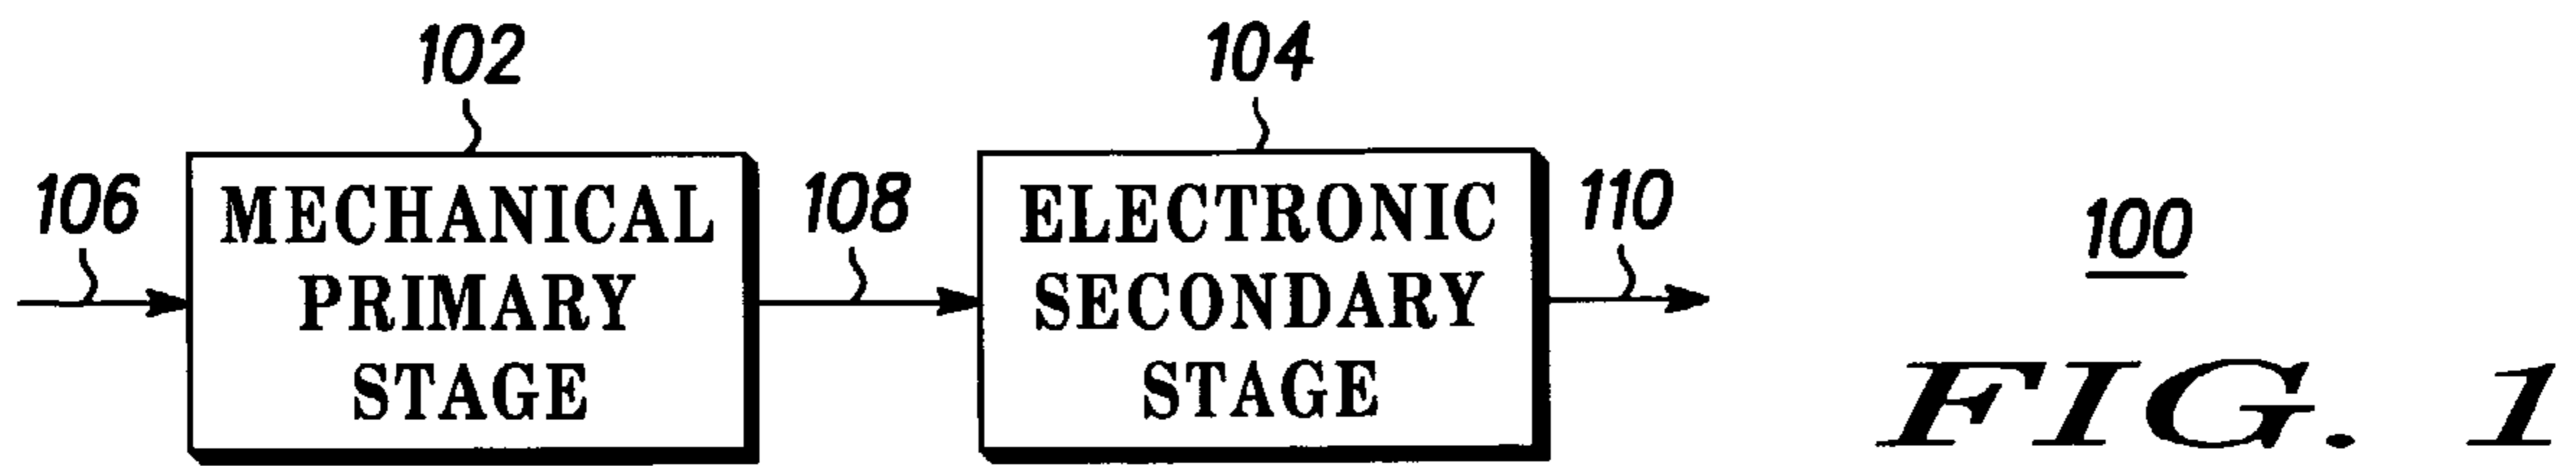 102
104
106
MECHANICAL
PRIMARY
STAGE
108
ELECTRONIC
SECONDARY
STAGE
110
100
FIG. 1